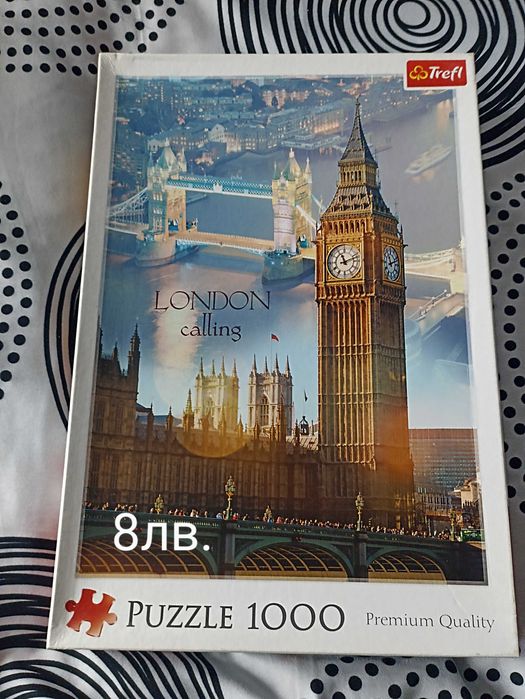 Trefl
LONDON
calling
8лв.
PUZZLE 1000 Premium Quality